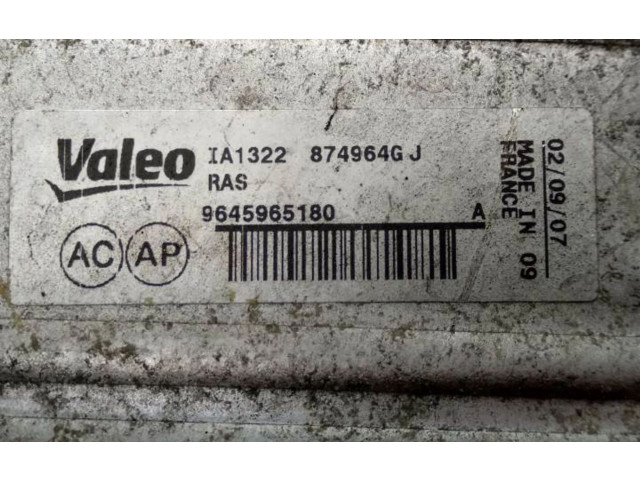 Valeo IA1322 874964G J
RAS
9645965180 A
AC AP
MADE IN 09
FRANCE
02/09/07